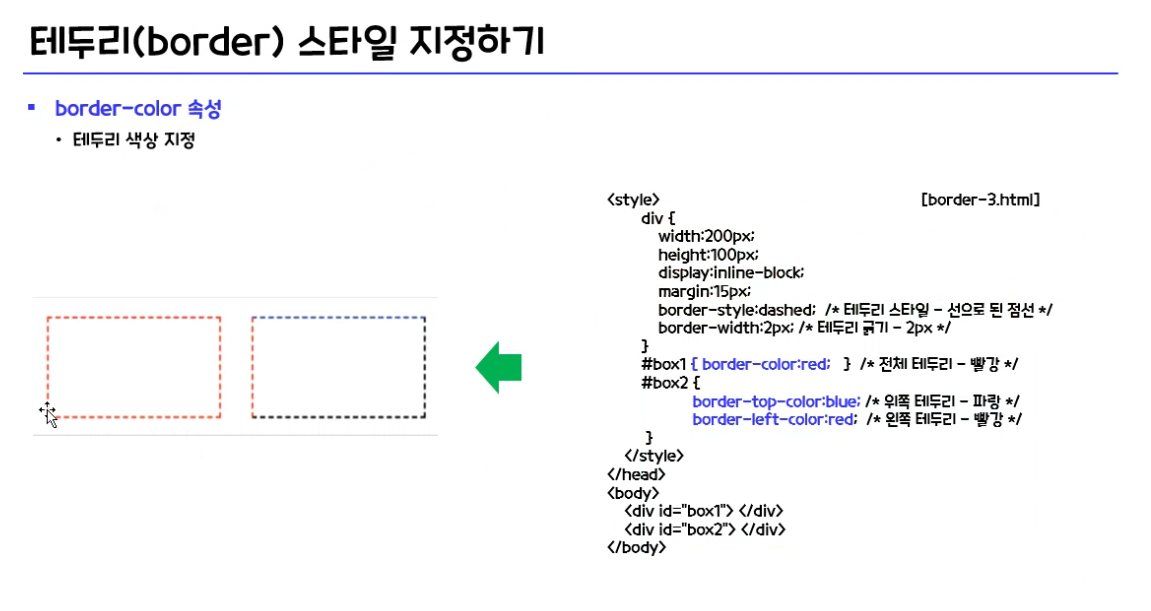 테두리(border) 스타일 지정하기
▪ border-color 속성
• 테두리 색상 지정
<style> [border-3.html]
div {
width:200px;
height:100px;
display:inline-block;
margin:15px;
border-style:dashed; /* 테두리 스타일 - 선으로 된 점선 */
border-width:2px; /* 테두리 굵기 - 2px */
}
#box1 { border-color:red; } /* 전체 테두리 - 빨강 */
#box2 {
border-top-color:blue; /* 위쪽 테두리 - 파랑 */
border-left-color:red; /* 왼쪽 테두리 - 빨강 */
}
</style>
</head>
<body>
<div id="box1"> </div>
<div id="box2"> </div>
</body>